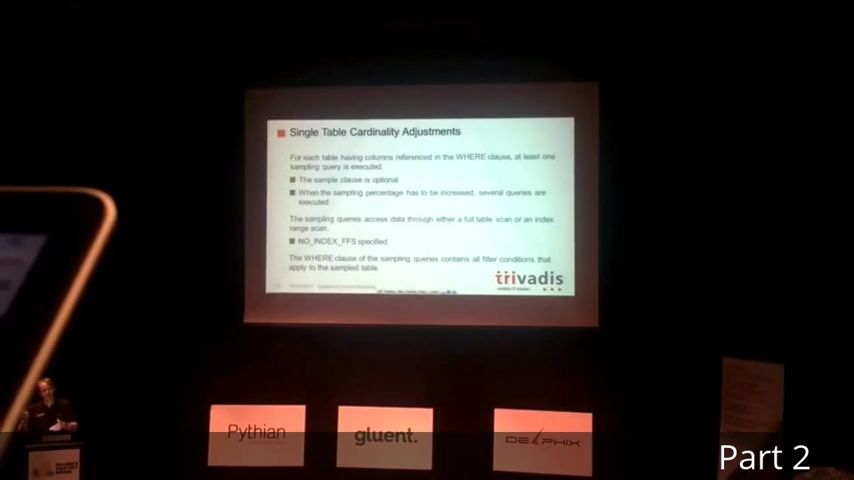 Single Table Cardinality Adjustments
For each table having columns referenced in the WHERE clause, at least one
sampling query is executed.
The sample clause is optional
When the sampling percentage has to be increased, several queries are
executed
The sampling queries access data through either a full table scan or an index
range scan.
NO_INDEX_FFS specified
The WHERE clause of the sampling queries contains all filter conditions that
apply to the sampled table.
trivadis
Pythian
gluent.
DELPHIX
Part 2